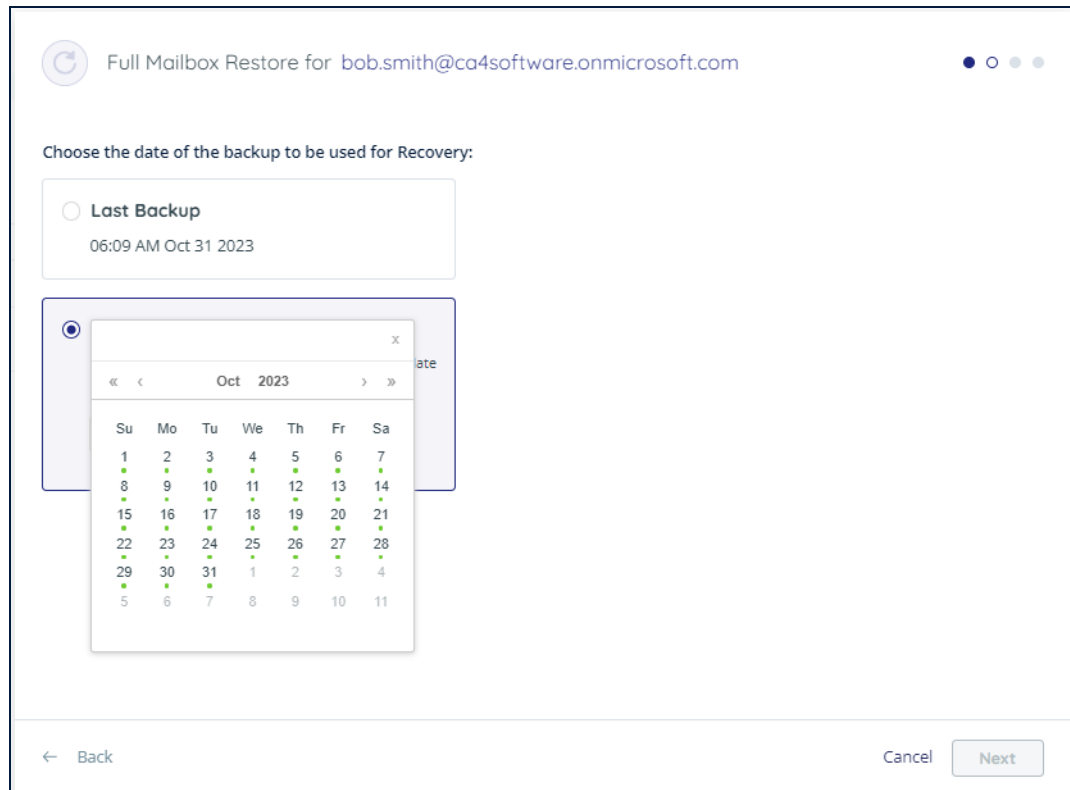 Full Mailbox Restore for bob.smith@ca4software.onmicrosoft.com
Choose the date of the backup to be used for Recovery:
Last Backup
06:09 AM Oct 31 2023
x
ate
« ‹ Oct 2023 › »
Su Mo Tu We Th Fr Sa
1 2 3 4 5 6 7
8 9 10 11 12 13 14
15 16 17 18 19 20 21
22 23 24 25 26 27 28
29 30 31 1 2 3 4
5 6 7 8 9 10 11
← Back Cancel Next